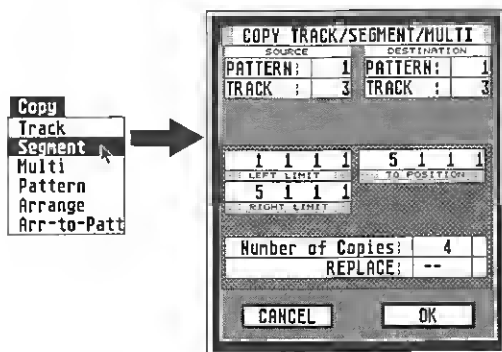 Copy
Track
Segment
Multi
Pattern
Arrange
Arr-to-Patt
COPY TRACK/SEGMENT/MULTI
SOURCE DESTINATION
PATTERN: 1 PATTERN: 1
TRACK : 3 TRACK : 3
1 1 1 1 5 1 1 1
LEFT LIMIT TO POSITION
5 1 1 1
RIGHT LIMIT
Number of Copies: 4
REPLACE: --
CANCEL OK